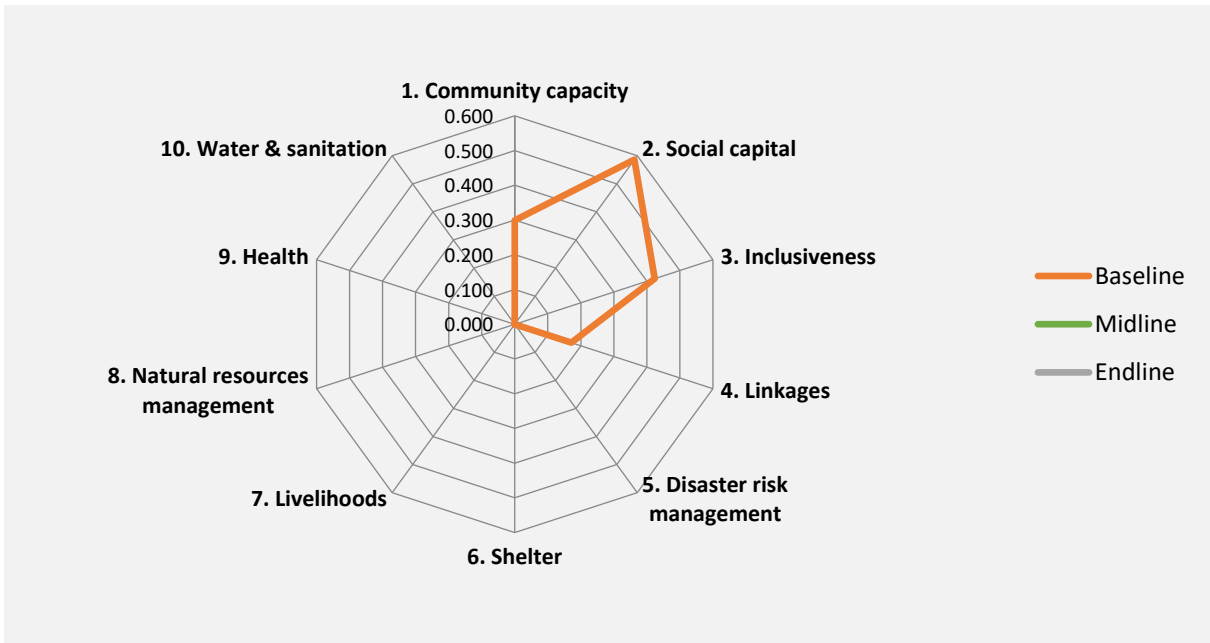 1. Community capacity
0.600
0.500
0.400
0.300
0.200
0.100
0.000
2. Social capital
3. Inclusiveness
4. Linkages
5. Disaster risk
management
6. Shelter
7. Livelihoods
8. Natural resources
management
9. Health
10. Water & sanitation
Baseline
Midline
Endline